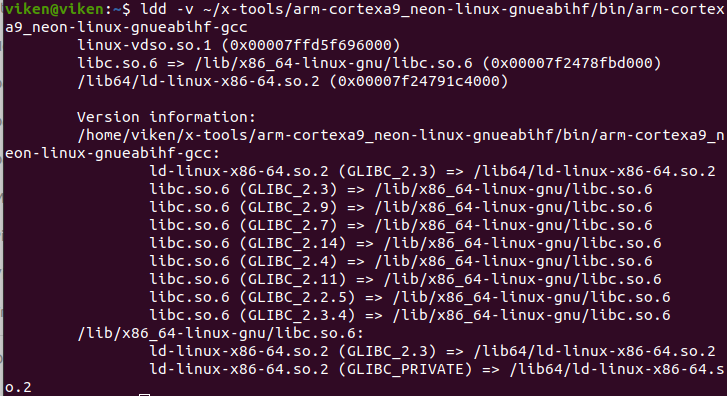 viken@viken:~$ ldd -v ~/x-tools/arm-cortexa9_neon-linux-gnueabihf/bin/arm-cortex
a9_neon-linux-gnueabihf-gcc
linux-vdso.so.1 (0x00007ffd5f696000)
libc.so.6 => /lib/x86_64-linux-gnu/libc.so.6 (0x00007f2478fbd000)
/lib64/ld-linux-x86-64.so.2 (0x00007f24791c4000)
Version information:
/home/viken/x-tools/arm-cortexa9_neon-linux-gnueabihf/bin/arm-cortexa9_n
eon-linux-gnueabihf-gcc:
ld-linux-x86-64.so.2 (GLIBC_2.3) => /lib64/ld-linux-x86-64.so.2
libc.so.6 (GLIBC_2.3) => /lib/x86_64-linux-gnu/libc.so.6
libc.so.6 (GLIBC_2.9) => /lib/x86_64-linux-gnu/libc.so.6
libc.so.6 (GLIBC_2.7) => /lib/x86_64-linux-gnu/libc.so.6
libc.so.6 (GLIBC_2.14) => /lib/x86_64-linux-gnu/libc.so.6
libc.so.6 (GLIBC_2.4) => /lib/x86_64-linux-gnu/libc.so.6
libc.so.6 (GLIBC_2.11) => /lib/x86_64-linux-gnu/libc.so.6
libc.so.6 (GLIBC_2.2.5) => /lib/x86_64-linux-gnu/libc.so.6
libc.so.6 (GLIBC_2.3.4) => /lib/x86_64-linux-gnu/libc.so.6
/lib/x86_64-linux-gnu/libc.so.6:
ld-linux-x86-64.so.2 (GLIBC_2.3) => /lib64/ld-linux-x86-64.so.2
ld-linux-x86-64.so.2 (GLIBC_PRIVATE) => /lib64/ld-linux-x86-64.s
o.2